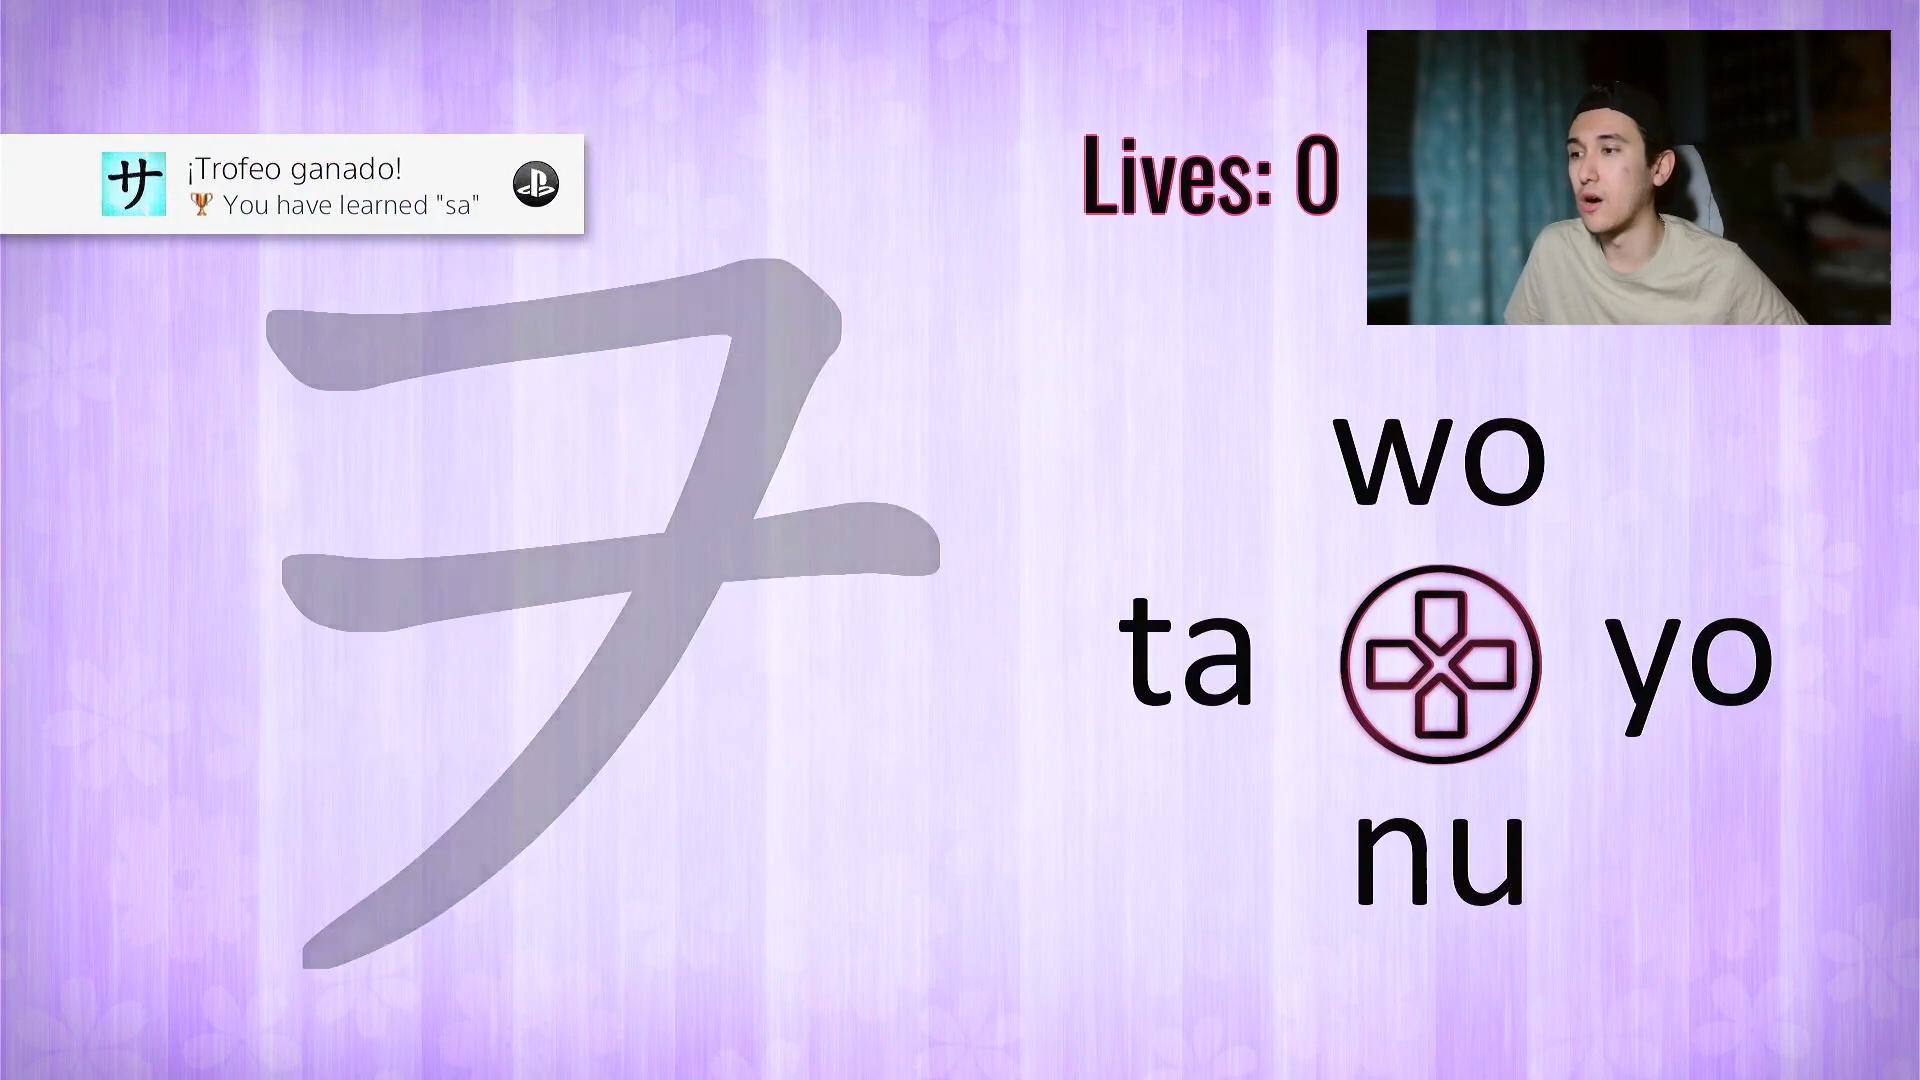 サ
¡Trofeo ganado!
You have learned "sa"
Lives: 0
ヲ
wo
ta
yo
nu